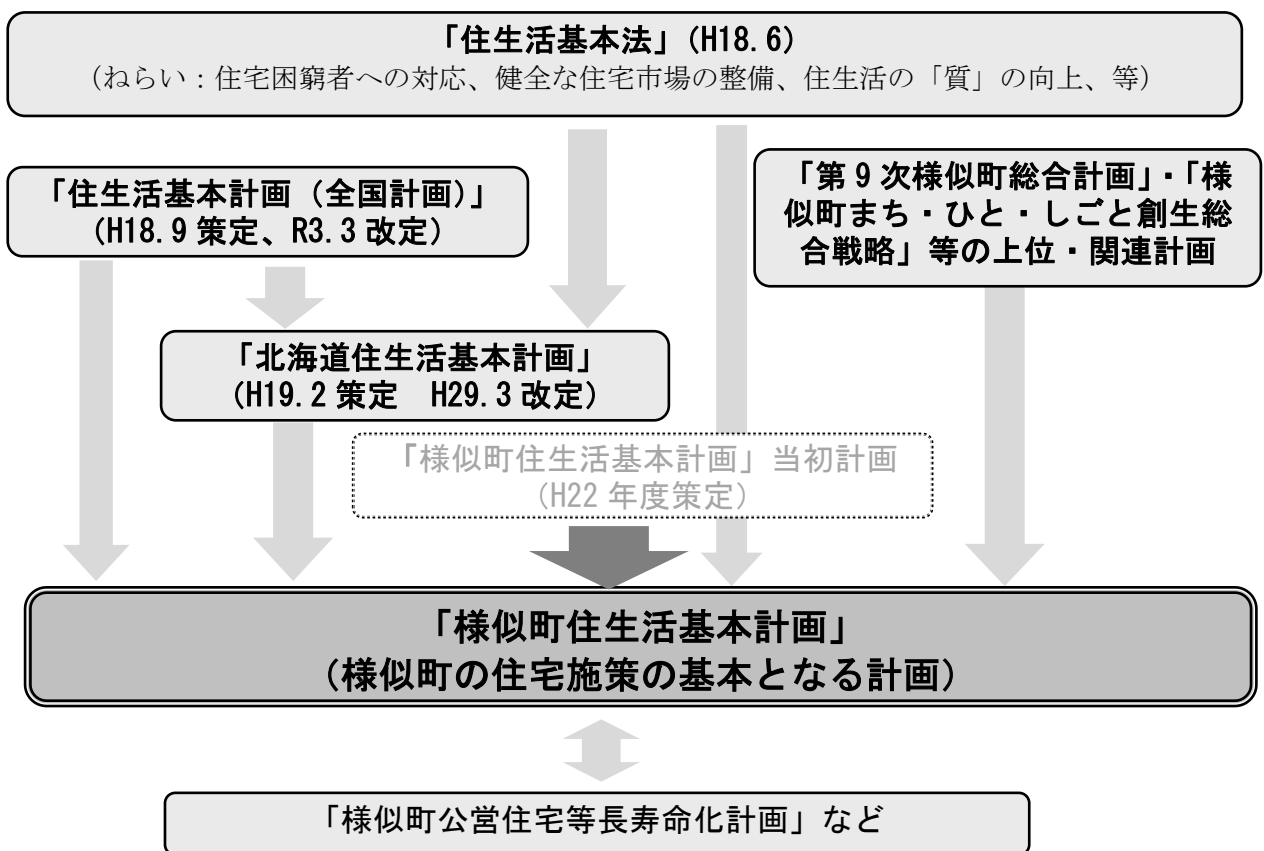 「住生活基本法」(H18.6)
（ねらい：住宅困窮者への対応、健全な住宅市場の整備、住生活の「質」の向上、等）
「住生活基本計画（全国計画）」
(H18.9 策定、R3.3 改定)
「第９次様似町総合計画」・「様
似町まち・ひと・しごと創生総
合戦略」等の上位・関連計画
「北海道住生活基本計画」
(H19.2 策定　H29.3 改定)
「様似町住生活基本計画」当初計画
（H22 年度策定）
「様似町住生活基本計画」
（様似町の住宅施策の基本となる計画）
「様似町公営住宅等長寿命化計画」など